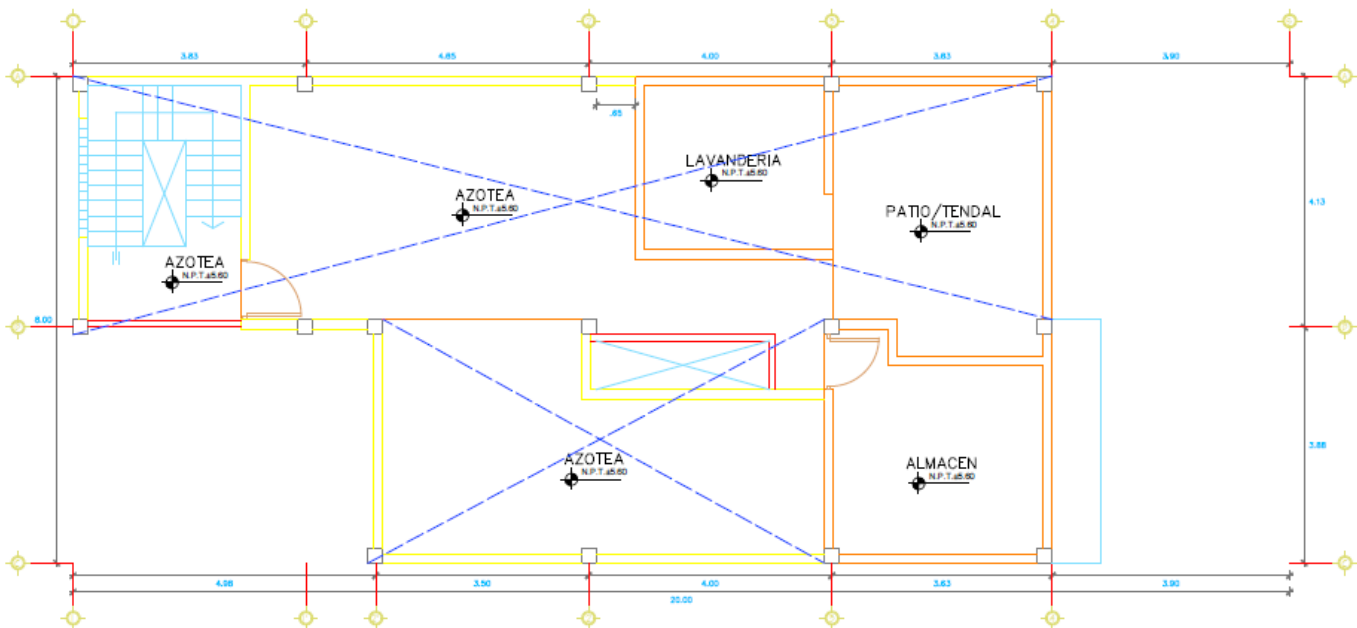 3.83 4.65 4.00 3.63 3.90
.65
LAVANDERIA
N.P.T.±5.60
AZOTEA
N.P.T.±5.60
PATIO/TENDAL
N.P.T.±5.60
4.13
AZOTEA
N.P.T.±5.60
8.00
AZOTEA
N.P.T.±5.60
ALMACEN
N.P.T.±5.60
3.88
4.98 3.50 4.00 3.63 3.90
20.00